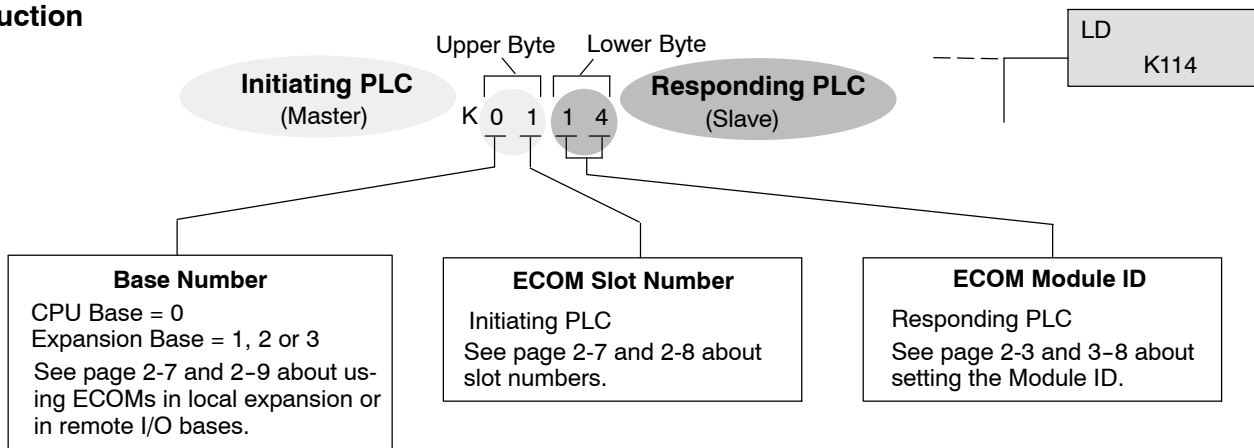 uction
Upper Byte Lower Byte
LD
K114
Initiating PLC
(Master)
K 0 1 1 4
Responding PLC
(Slave)
Base Number
CPU Base = 0
Expansion Base = 1, 2 or 3
See page 2-7 and 2-9 about us-
ing ECOMs in local expansion or
in remote I/O bases.
ECOM Slot Number
Initiating PLC
See page 2-7 and 2-8 about
slot numbers.
ECOM Module ID
Responding PLC
See page 2-3 and 3-8 about
setting the Module ID.